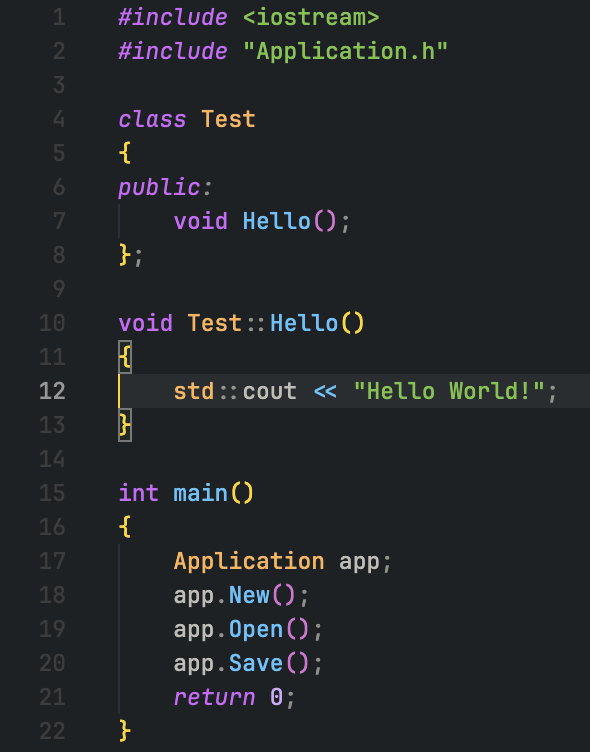 1 #include <iostream>
2 #include "Application.h"
3
4 class Test
5 {
6 public:
7     void Hello();
8 };
9
10 void Test::Hello()
11 {
12     std::cout << "Hello World!";
13 }
14
15 int main()
16 {
17     Application app;
18     app.New();
19     app.Open();
20     app.Save();
21     return 0;
22 }